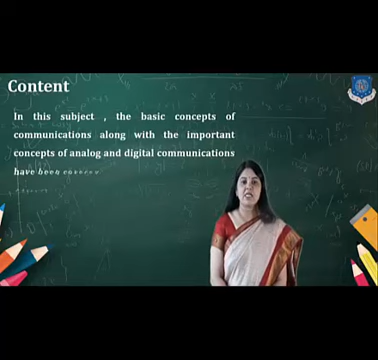 Content
In this subject , the basic concepts of
communications along with the important
concepts of analog and digital communications
have been